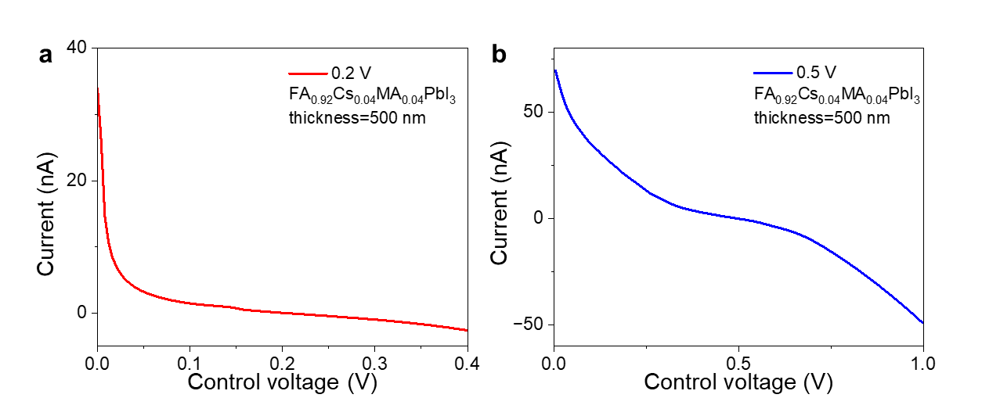 a
40
20
0
0.0
0.1
0.2
0.3
0.4
Current (nA)
Control voltage (V)
0.2 V
FA0.92Cs0.04MA0.04PbI3
thickness=500 nm
b
50
0
−50
0.0
0.5
1.0
Current (nA)
Control voltage (V)
0.5 V
FA0.92Cs0.04MA0.04PbI3
thickness=500 nm